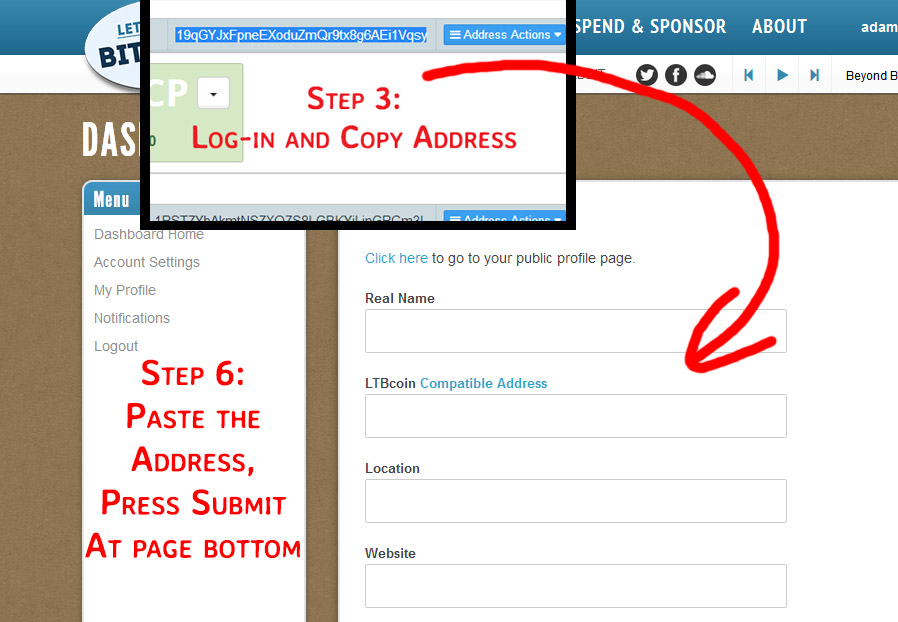 LET
BIT
SPEND & SPONSOR
ABOUT
adam
19qGYJxFpneEXoduZmQr9tx8g6AEi1Vqsy
Address Actions
Beyond B
CP
0
Step 3:
Log-in and Copy Address
DAS
Menu
Address Actions
Dashboard Home
Account Settings
My Profile
Notifications
Logout
Step 6:
Paste the
Address,
Press Submit
At page bottom
Click here to go to your public profile page.
Real Name
LTBcoin Compatible Address
Location
Website